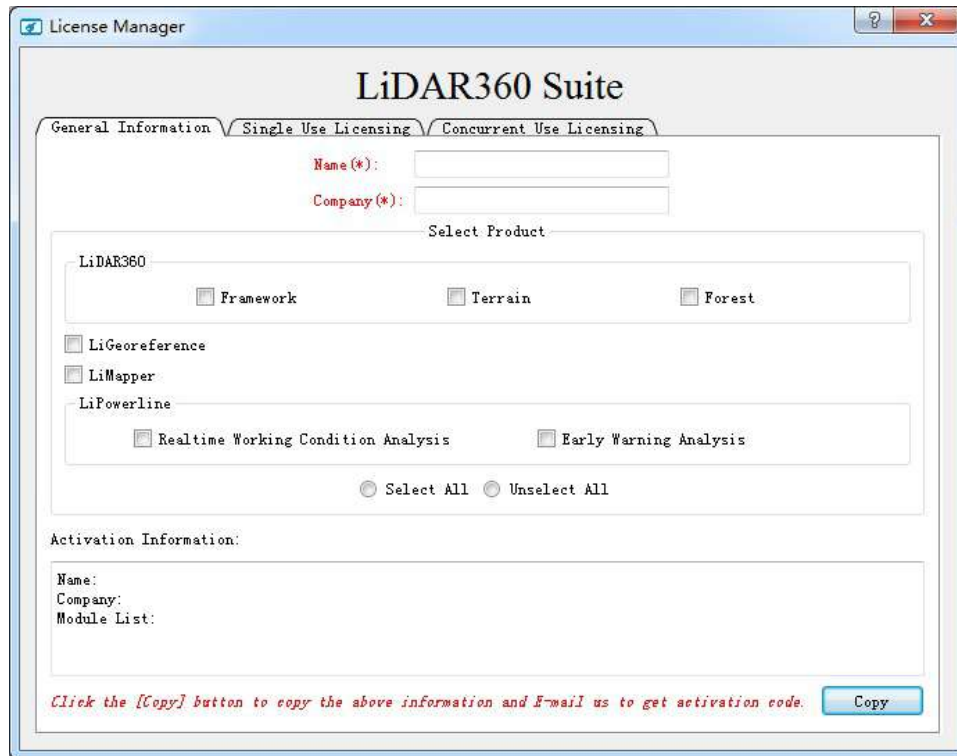 License Manager
LiDAR360 Suite
General Information Single Use Licensing Concurrent Use Licensing
Name(*):
Company(*):
Select Product
LiDAR360
Framework Terrain Forest
LiGeoreference
LiMapper
LiPowerline
Realtime Working Condition Analysis Early Warning Analysis
Select All Unselect All
Activation Information:
Name:
Company:
Module List:
Click the [Copy] button to copy the above information and E-mail us to get activation code. Copy